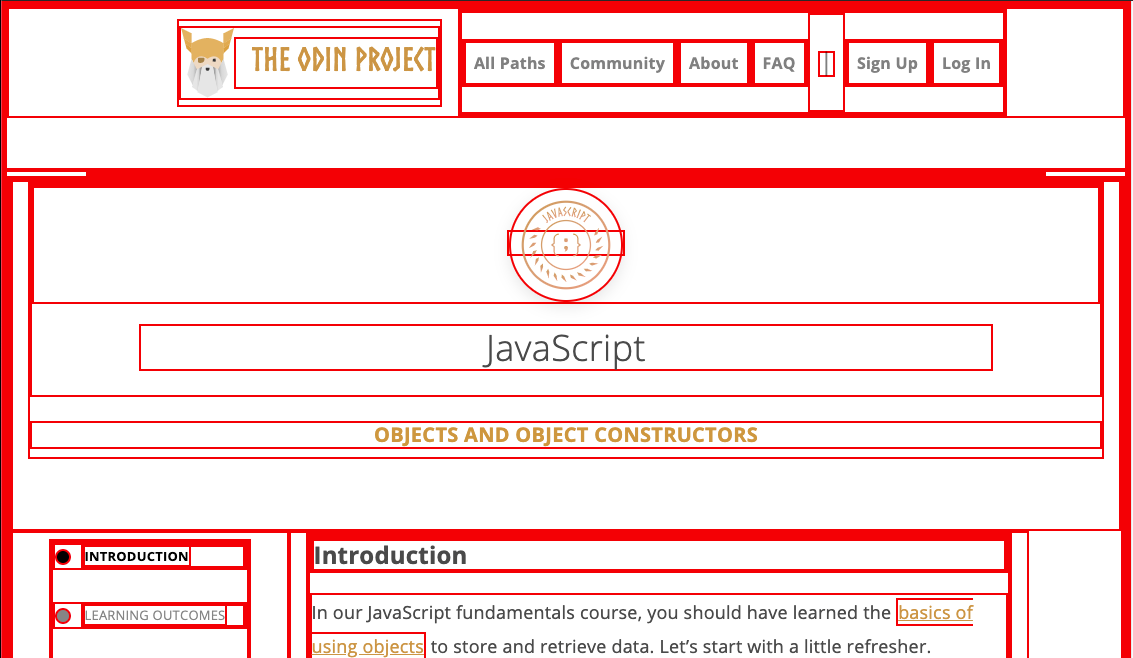 THE ODIN PROJECT
All Paths Community About FAQ Sign Up Log In
JAVASCRIPT
{;}
JavaScript
OBJECTS AND OBJECT CONSTRUCTORS
INTRODUCTION
LEARNING OUTCOMES
Introduction
In our JavaScript fundamentals course, you should have learned the basics of
using objects to store and retrieve data. Let’s start with a little refresher.